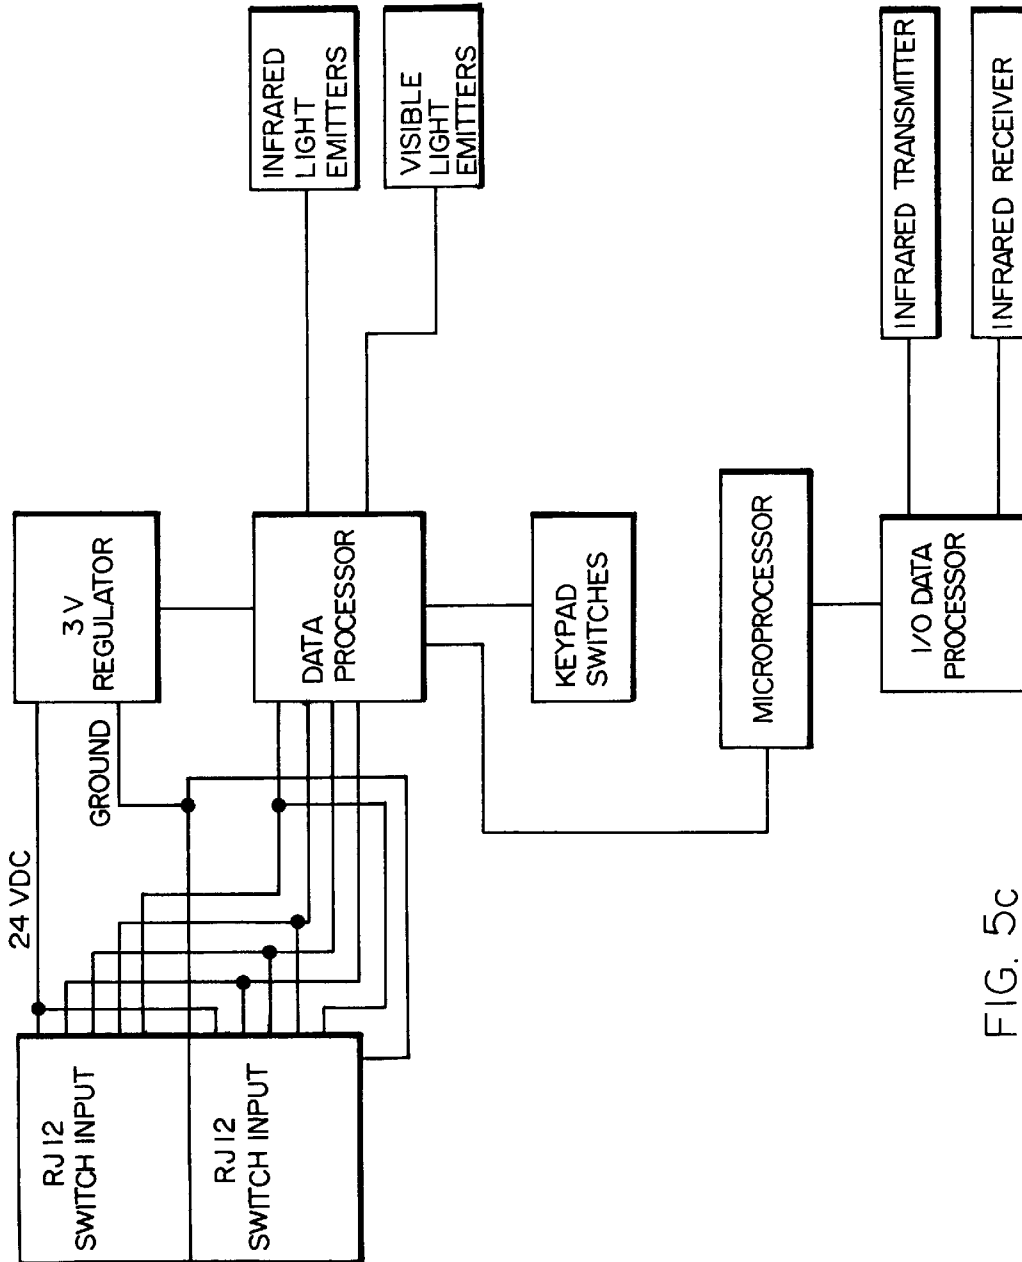 RJ12
SWITCH INPUT
RJ12
SWITCH INPUT
24 VDC
GROUND
3 V
REGULATOR
DATA
PROCESSOR
KEYPAD
SWITCHES
MICROPROCESSOR
I/O DATA
PROCESSOR
INFRARED
LIGHT
EMITTERS
VISIBLE
LIGHT
EMITTERS
INFRARED TRANSMITTER
INFRARED RECEIVER
FIG. 5c